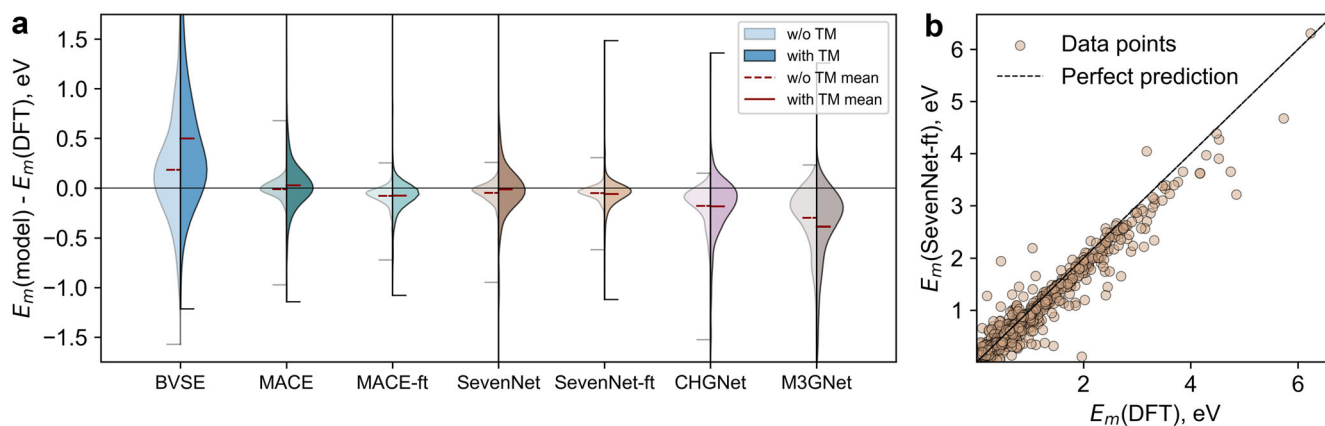 a
1.5
1.0
0.5
0.0
−0.5
−1.0
−1.5
E_m(model) - E_m(DFT), eV
w/o TM
with TM
w/o TM mean
with TM mean
BVSE MACE MACE-ft SevenNet SevenNet-ft CHGNet M3GNet
b
Data points
Perfect prediction
6
5
4
3
2
1
E_m(SevenNet-ft), eV
2 4 6
E_m(DFT), eV